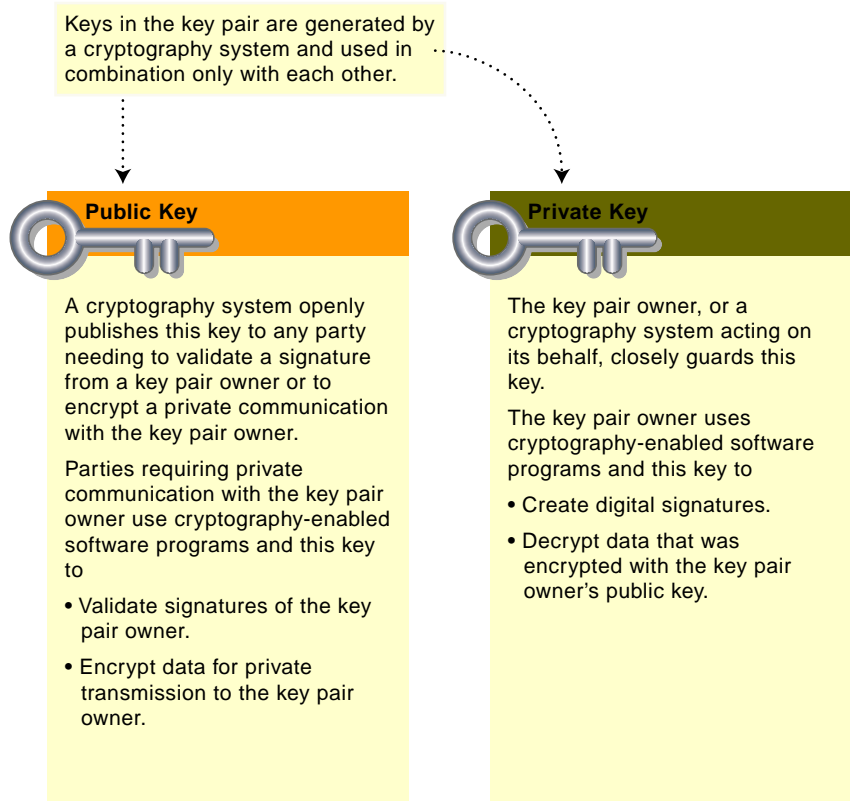 Keys in the key pair are generated by
a cryptography system and used in
combination only with each other.
Public Key
A cryptography system openly
publishes this key to any party
needing to validate a signature
from a key pair owner or to
encrypt a private communication
with the key pair owner.
Parties requiring private
communication with the key pair
owner use cryptography-enabled
software programs and this key
to
• Validate signatures of the key
pair owner.
• Encrypt data for private
transmission to the key pair
owner.
Private Key
The key pair owner, or a
cryptography system acting on
its behalf, closely guards this
key.
The key pair owner uses
cryptography-enabled software
programs and this key to
• Create digital signatures.
• Decrypt data that was
encrypted with the key pair
owner’s public key.